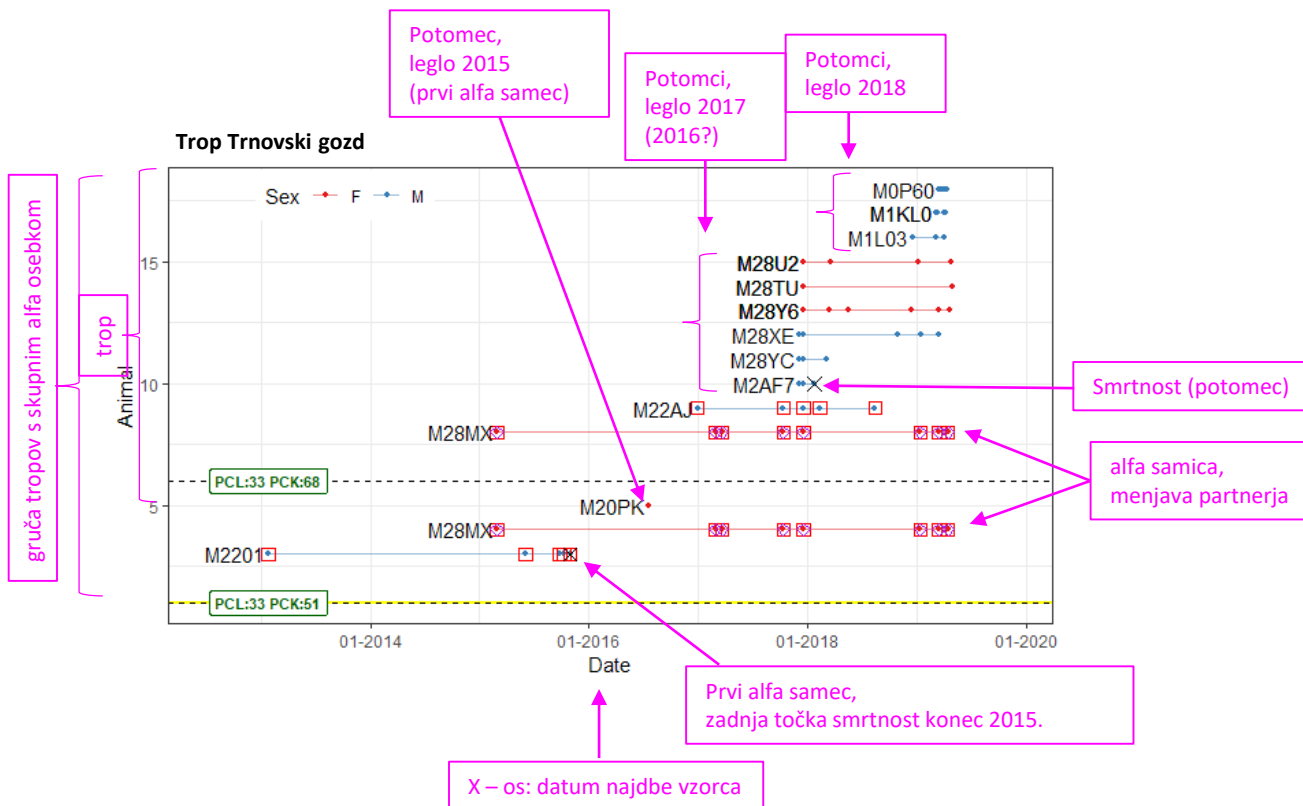 Potomec,
leglo 2015
(prvi alfa samec)
Potomci,
leglo 2017
(2016?)
Potomci,
leglo 2018
Trop Trnovski gozd
gruča tropov s skupnim alfa osebkom
trop
Animal
Sex F M
15
10
5
M0P60
M1KL0
M1L03
M28U2
M28TU
M28Y6
M28XE
M28YC
M2AF7
M22AJ
M28MX
PCL:33 PCK:68
M20PK
M28MX
M2201
PCL:33 PCK:51
Smrtnost (potomec)
alfa samica,
menjava partnerja
01-2014
01-2016
01-2018
01-2020
Date
Prvi alfa samec,
zadnja točka smrtnost konec 2015.
X – os: datum najdbe vzorca